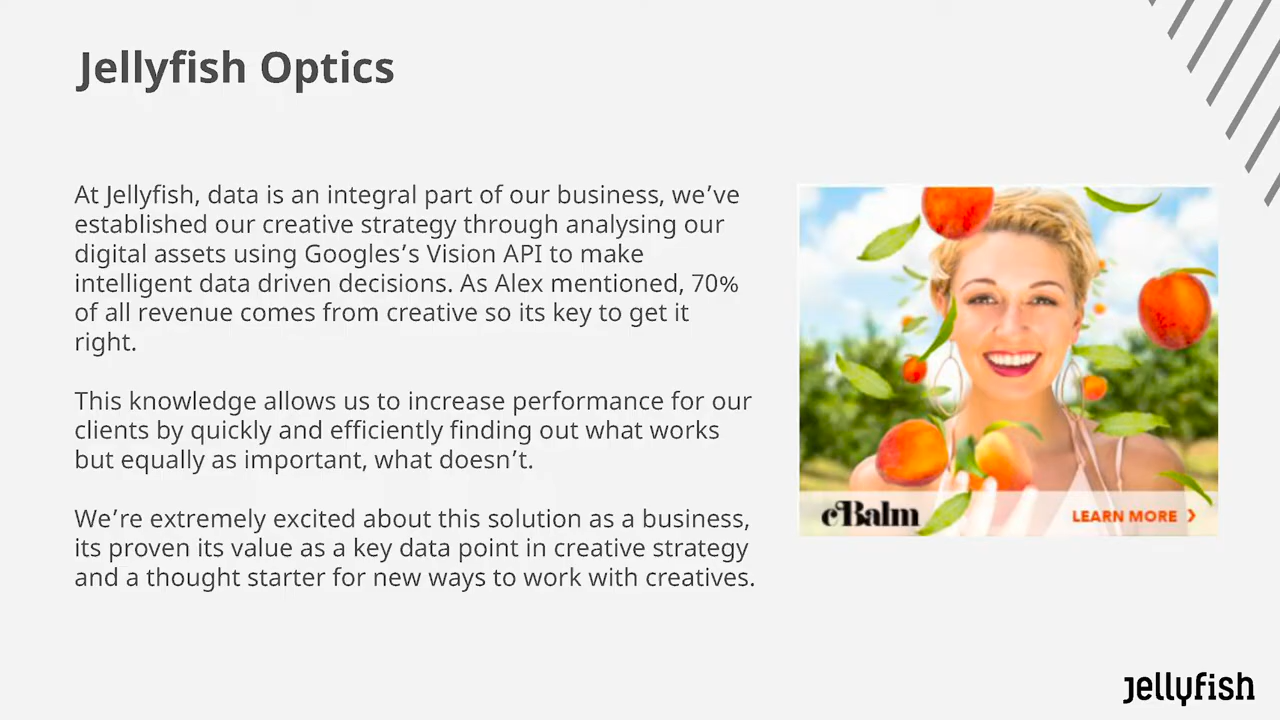 Jellyfish Optics
At Jellyfish, data is an integral part of our business, we’ve
established our creative strategy through analysing our
digital assets using Googles’s Vision API to make
intelligent data driven decisions. As Alex mentioned, 70%
of all revenue comes from creative so its key to get it
right.
This knowledge allows us to increase performance for our
clients by quickly and efficiently finding out what works
but equally as important, what doesn’t.
We’re extremely excited about this solution as a business,
its proven its value as a key data point in creative strategy
and a thought starter for new ways to work with creatives.
cBalm
LEARN MORE ❯
Jellyfish